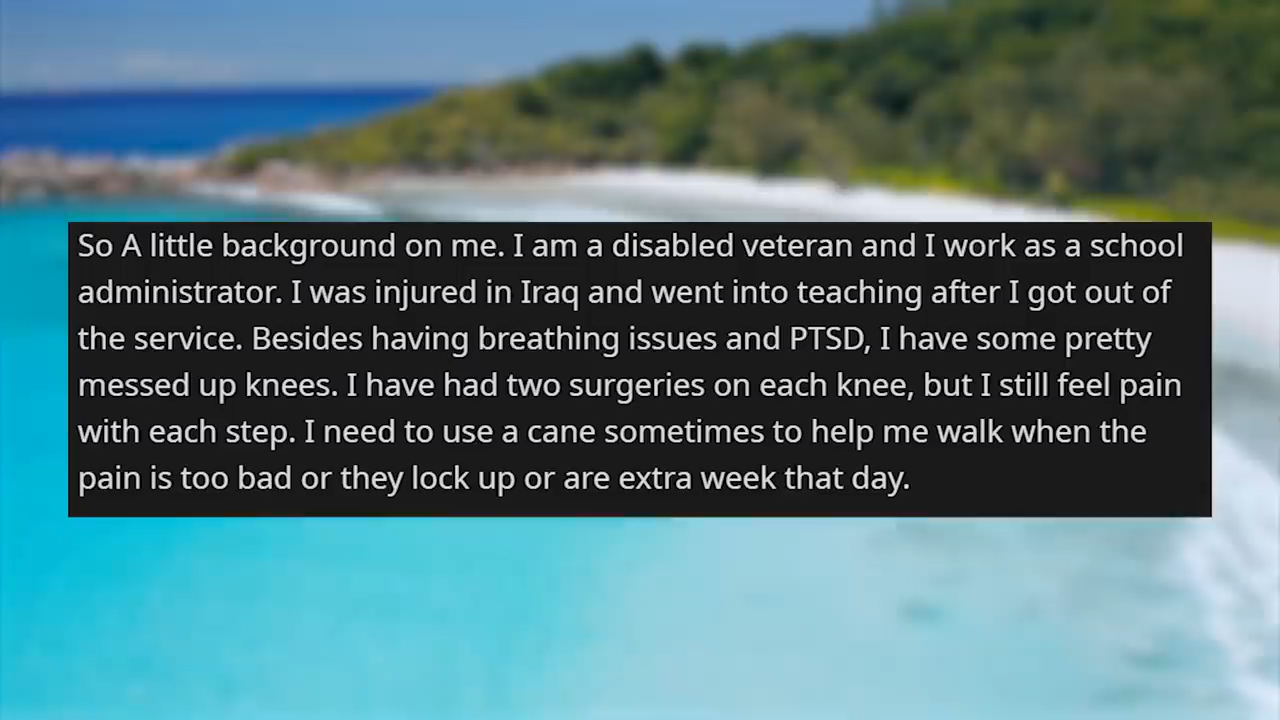 So A little background on me. I am a disabled veteran and I work as a school
administrator. I was injured in Iraq and went into teaching after I got out of
the service. Besides having breathing issues and PTSD, I have some pretty
messed up knees. I have had two surgeries on each knee, but I still feel pain
with each step. I need to use a cane sometimes to help me walk when the
pain is too bad or they lock up or are extra week that day.